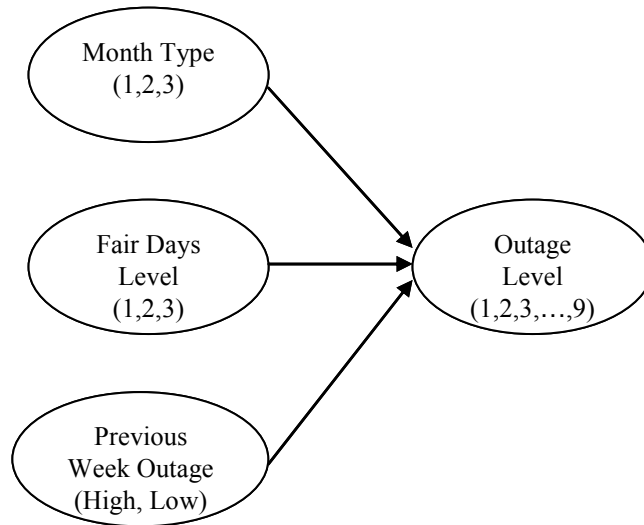 Month Type
(1,2,3)
Fair Days
Level
(1,2,3)
Outage
Level
(1,2,3,…,9)
Previous
Week Outage
(High, Low)